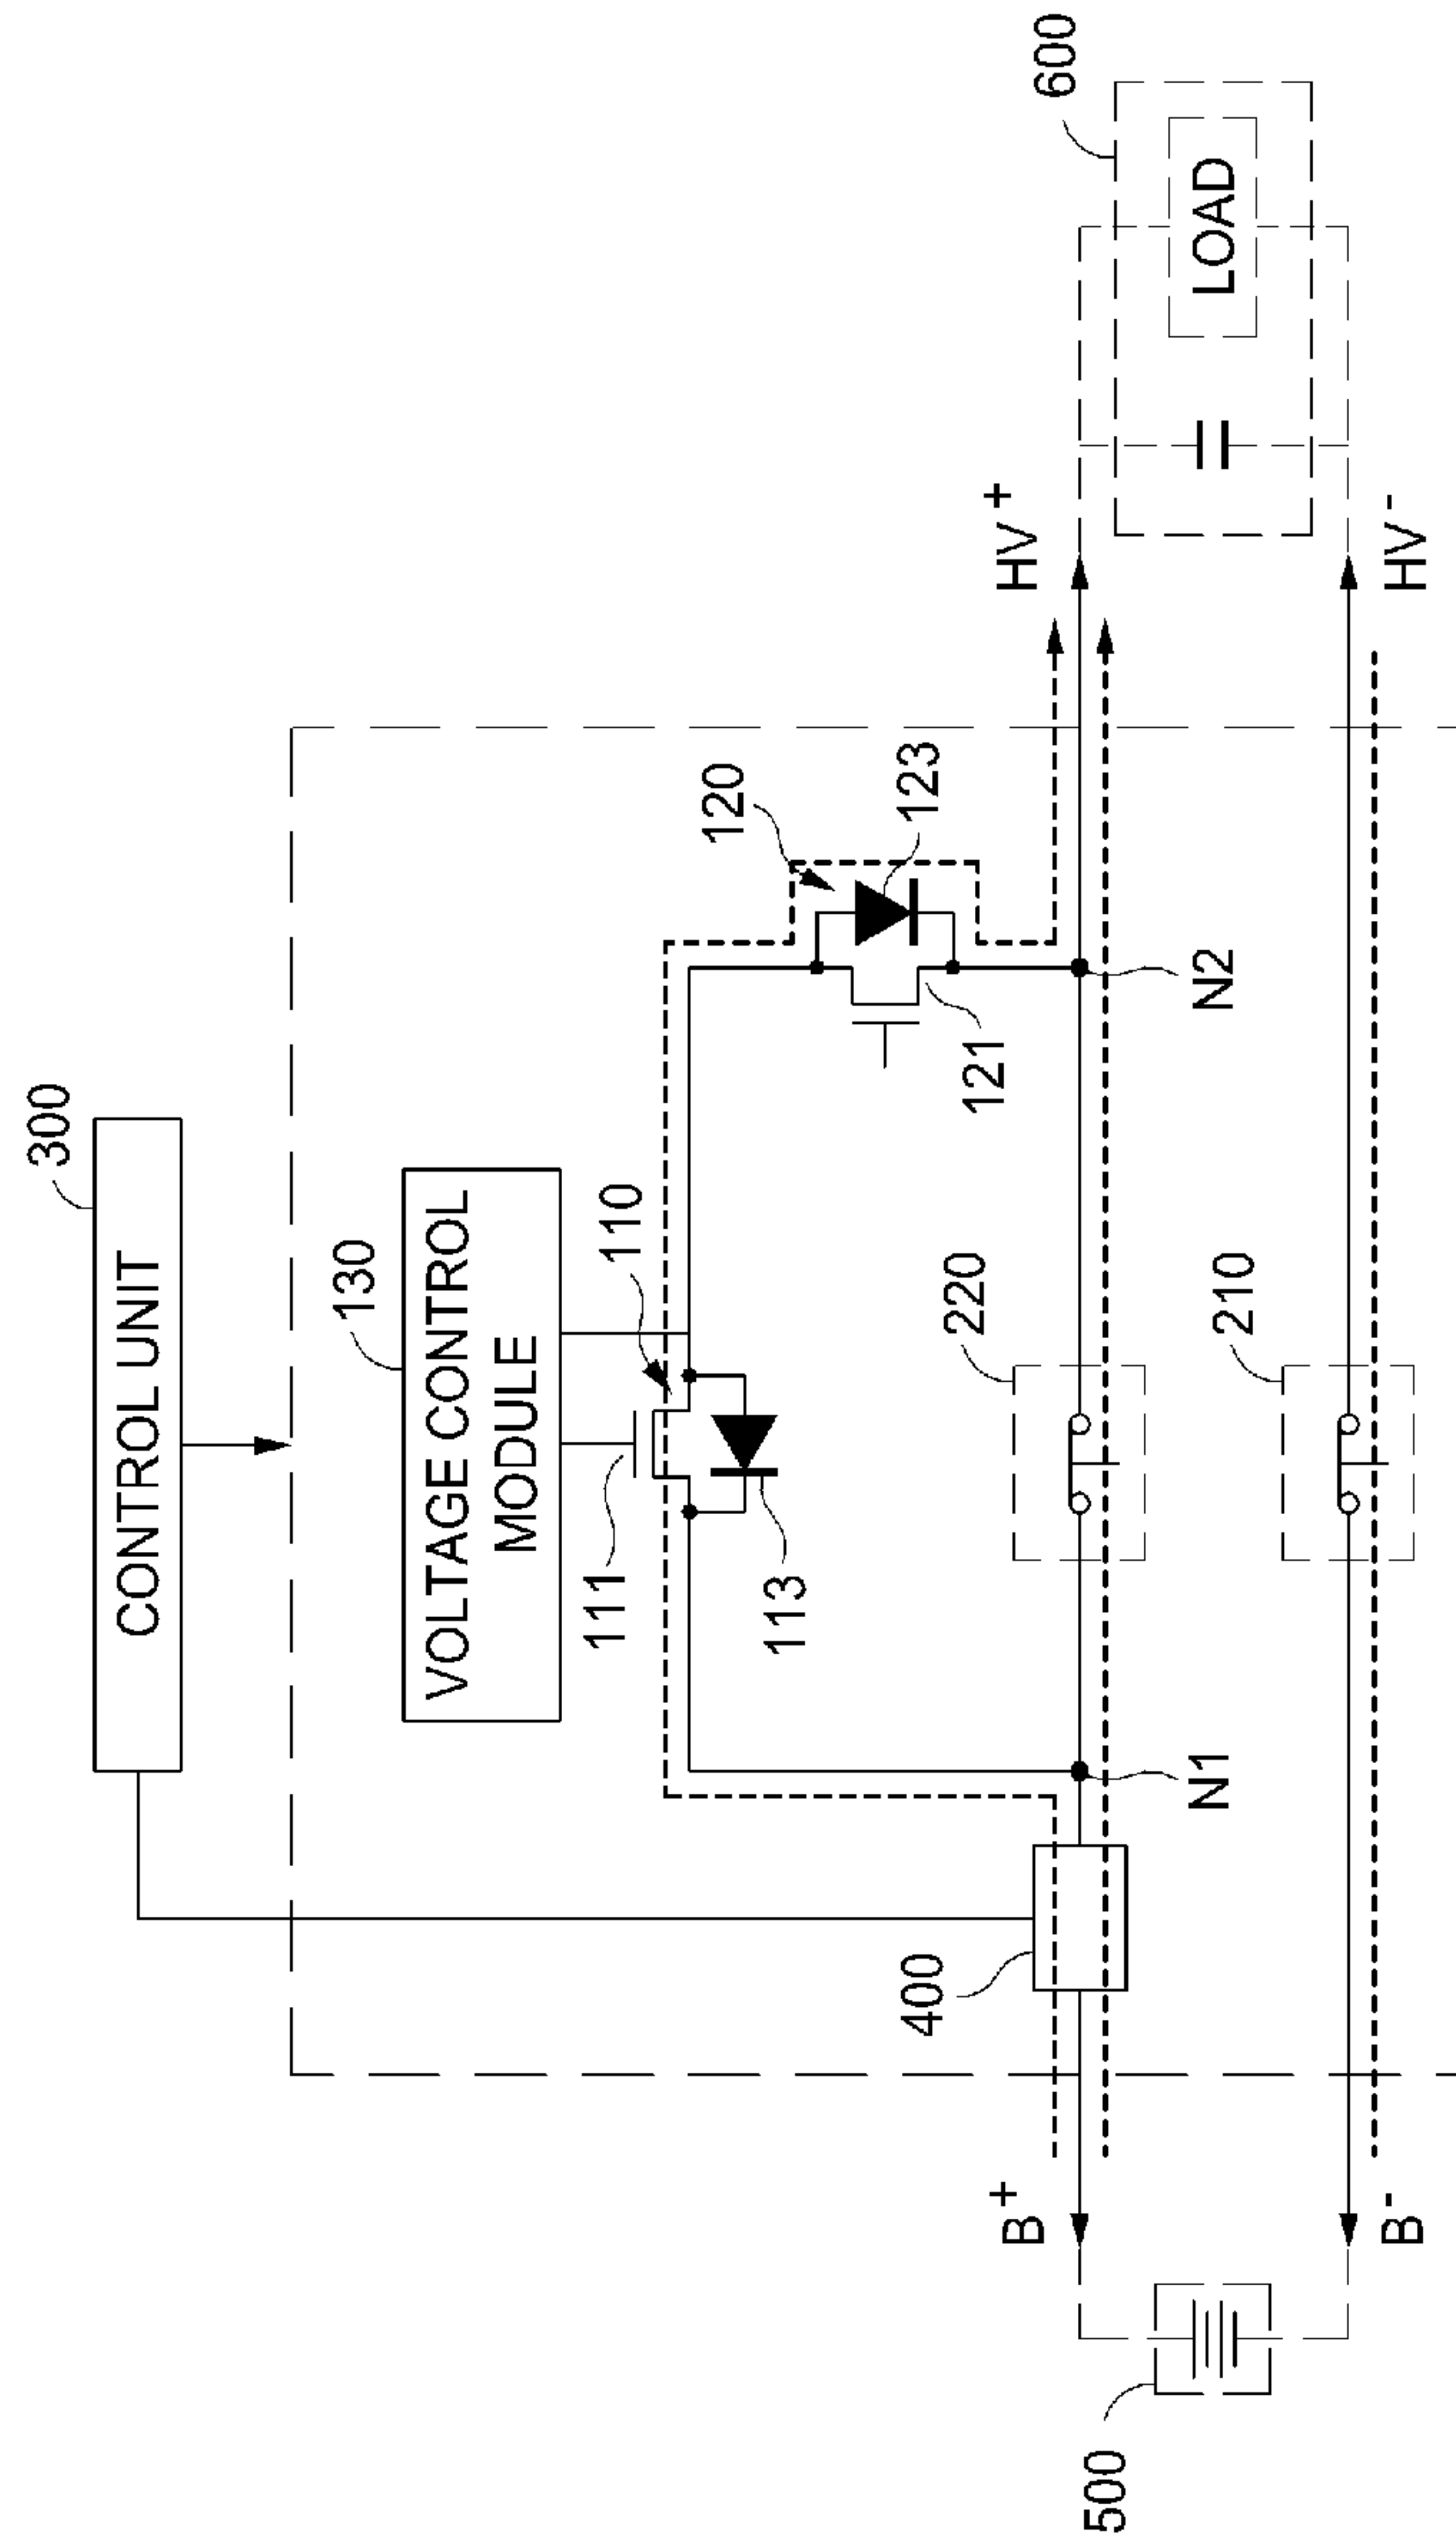 300
CONTROL UNIT
130
VOLTAGE CONTROL
MODULE
110
111
113
120
123
121
400
220
N1
N2
210
B+
B-
HV+
HV-
500
600
LOAD